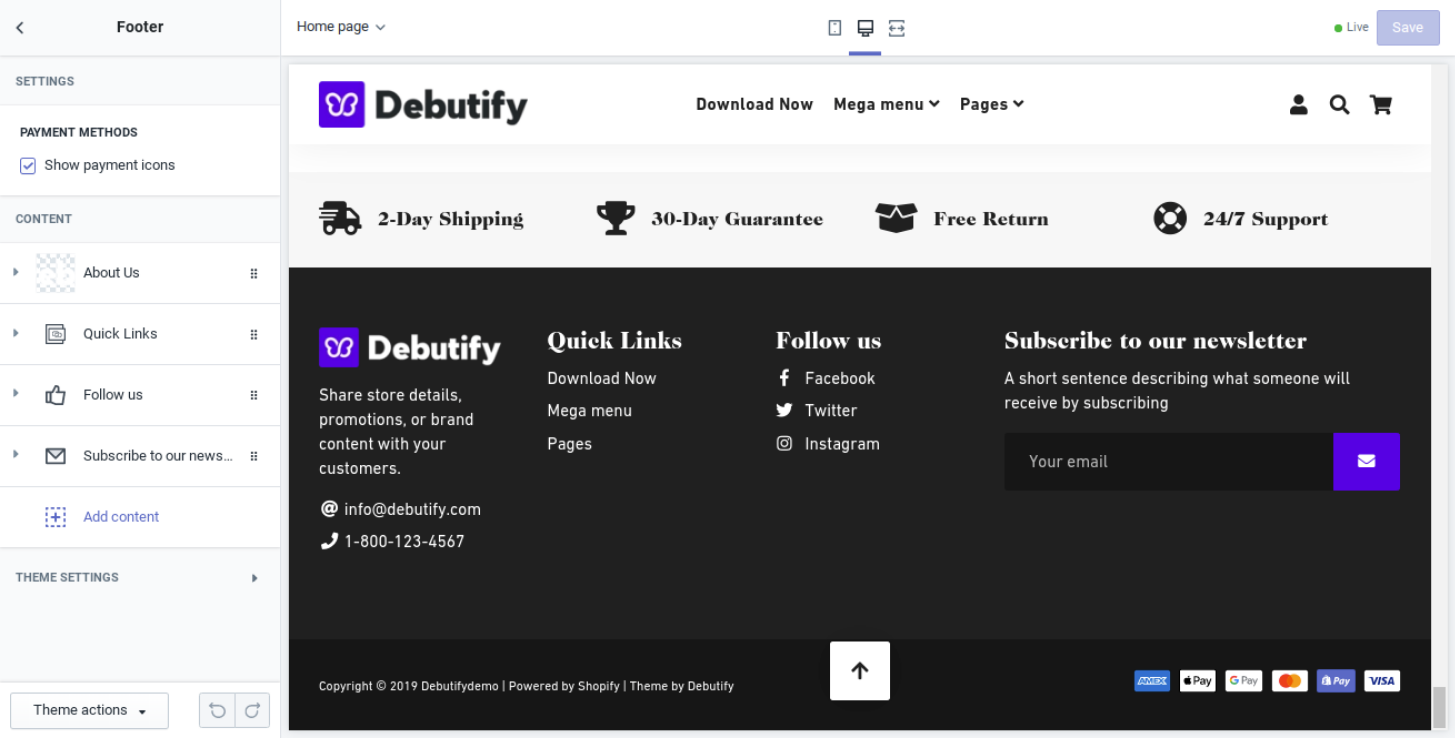 Footer
Home page
Live
Save
SETTINGS
PAYMENT METHODS
Show payment icons
CONTENT
About Us
Quick Links
Follow us
Subscribe to our news...
Add content
THEME SETTINGS
Theme actions
Debutify
Download Now
Mega menu
Pages
2-Day Shipping
30-Day Guarantee
Free Return
24/7 Support
Debutify
Share store details,
promotions, or brand
content with your
customers.
info@debutify.com
1-800-123-4567
Quick Links
Download Now
Mega menu
Pages
Follow us
Facebook
Twitter
Instagram
Subscribe to our newsletter
A short sentence describing what someone will
receive by subscribing
Your email
Copyright © 2019 Debutifydemo | Powered by Shopify | Theme by Debutify
AMEX
Pay
G Pay
Pay
VISA